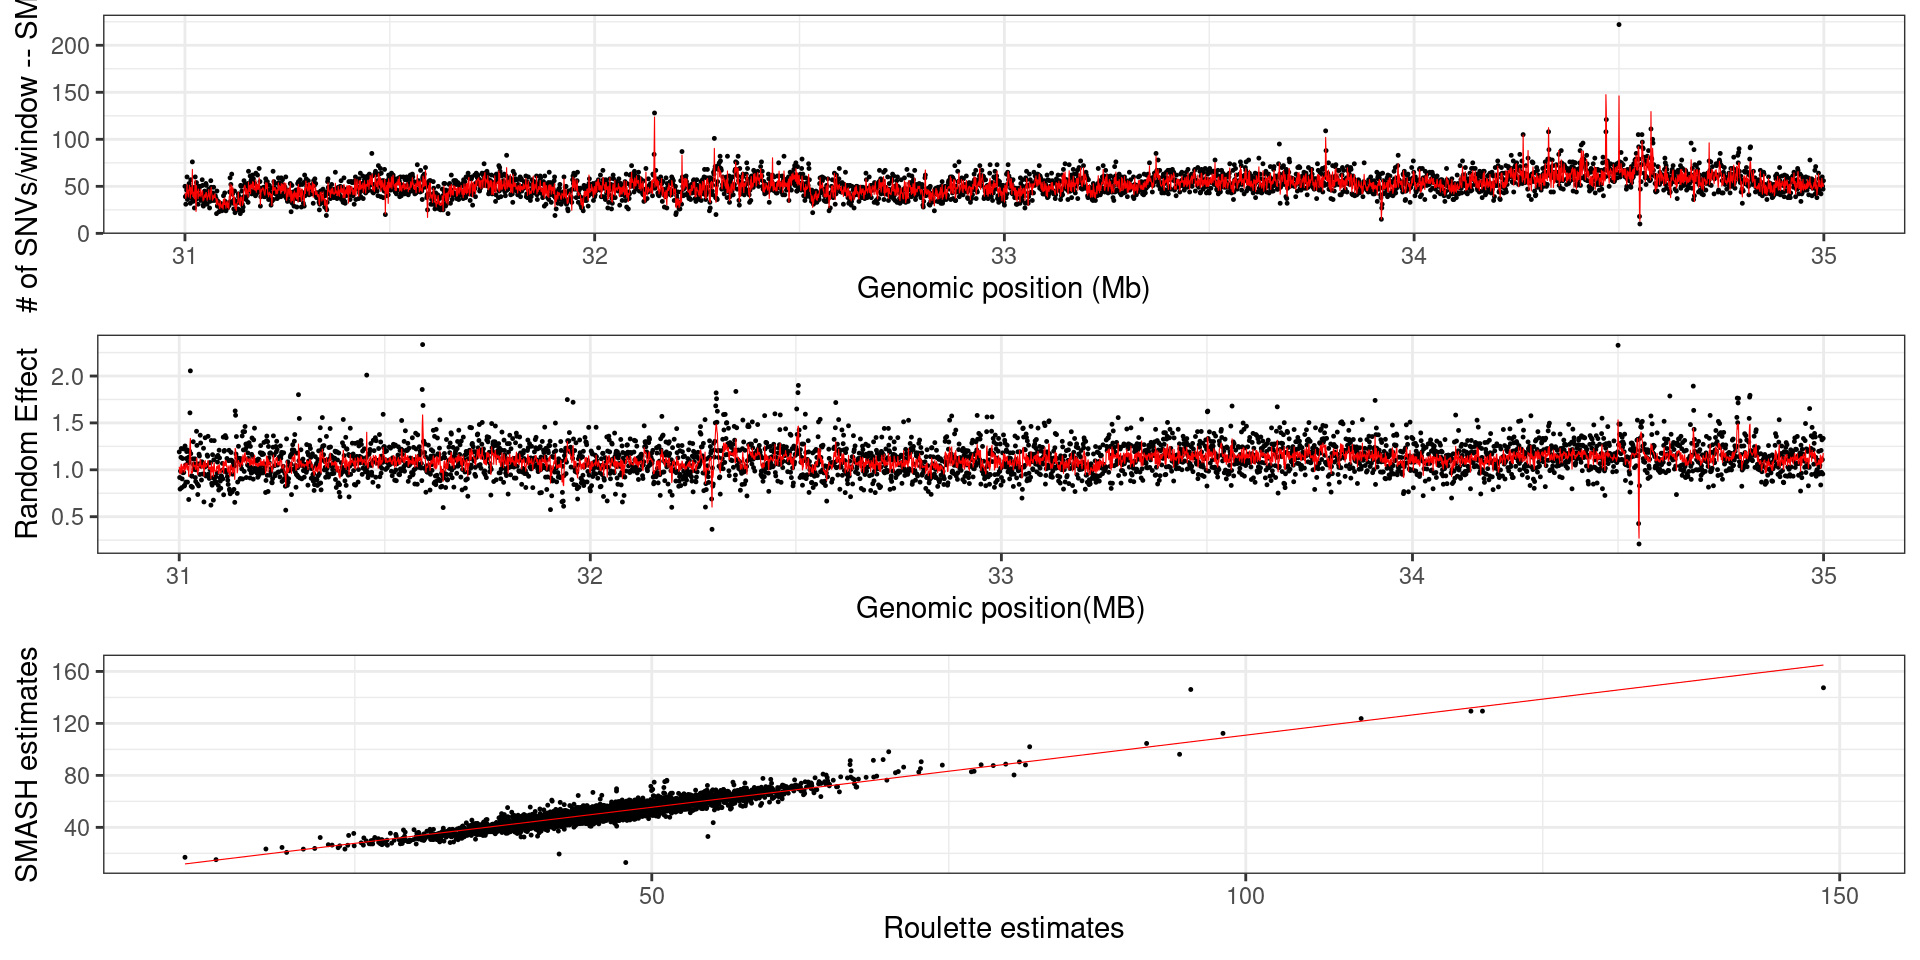 # of SNVs/window -- SM
200
150
100
50
0
31 32 33 34 35
Genomic position (Mb)
Random Effect
2.0
1.5
1.0
0.5
31 32 33 34 35
Genomic position(MB)
SMASH estimates
160
120
80
40
50 100 150
Roulette estimates